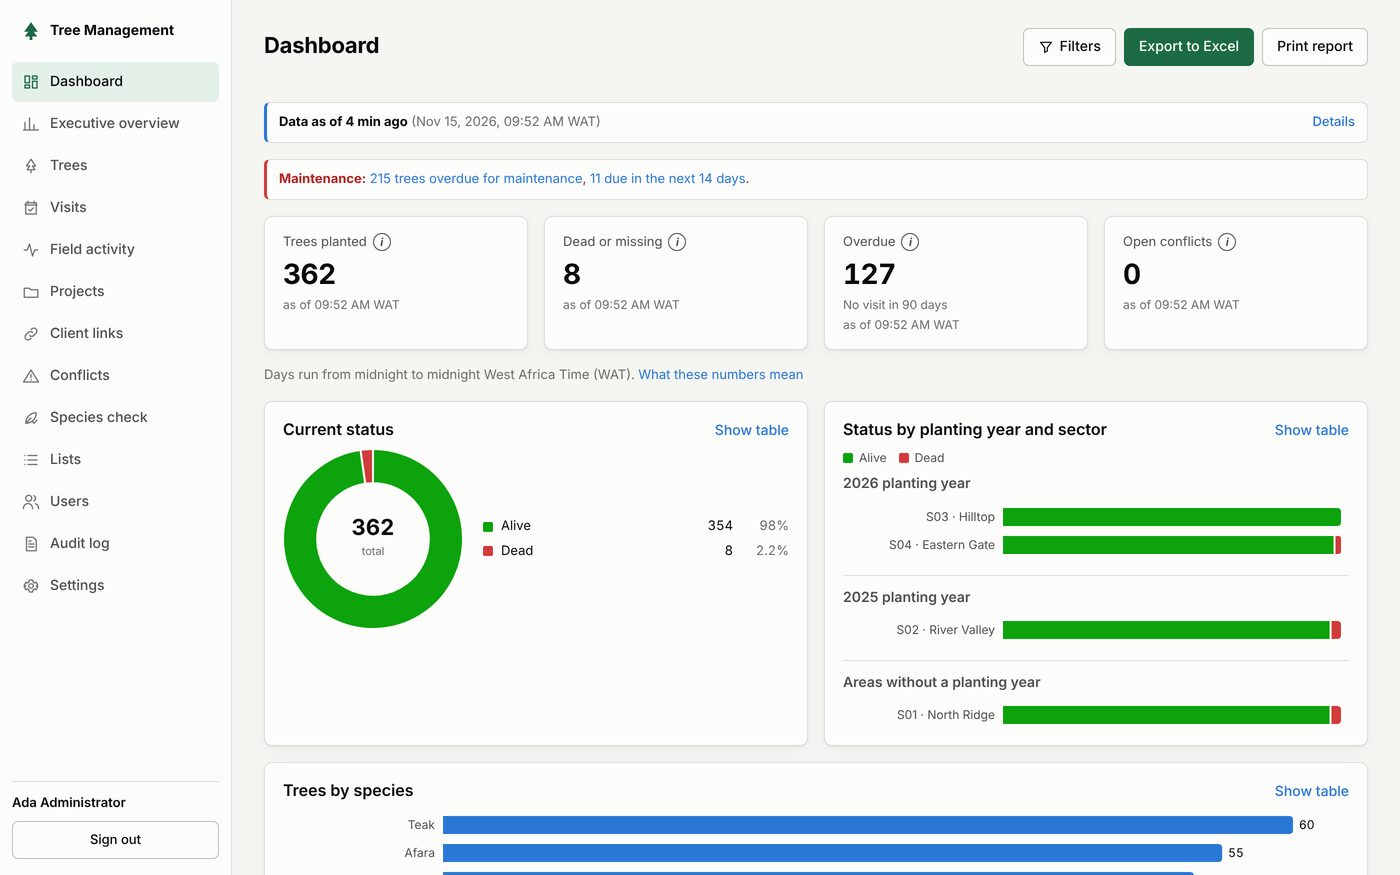 Tree Management
Dashboard
Executive overview
Trees
Visits
Field activity
Projects
Client links
Conflicts
Species check
Lists
Users
Audit log
Settings
Ada Administrator
Sign out
Dashboard
Filters
Export to Excel
Print report
Data as of 4 min ago (Nov 15, 2026, 09:52 AM WAT)
Details
Maintenance: 215 trees overdue for maintenance, 11 due in the next 14 days.
Trees planted i
362
as of 09:52 AM WAT
Dead or missing i
8
as of 09:52 AM WAT
Overdue i
127
No visit in 90 days
as of 09:52 AM WAT
Open conflicts i
0
as of 09:52 AM WAT
Days run from midnight to midnight West Africa Time (WAT). What these numbers mean
Current status
Show table
362
total
Alive 354 98%
Dead 8 2.2%
Status by planting year and sector
Show table
Alive Dead
2026 planting year
S03 · Hilltop
S04 · Eastern Gate
2025 planting year
S02 · River Valley
Areas without a planting year
S01 · North Ridge
Trees by species
Show table
Teak 60
Afara 55